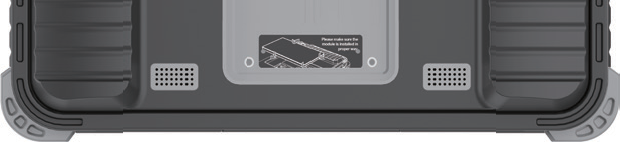 Please make sure the
module is installed in
proper way